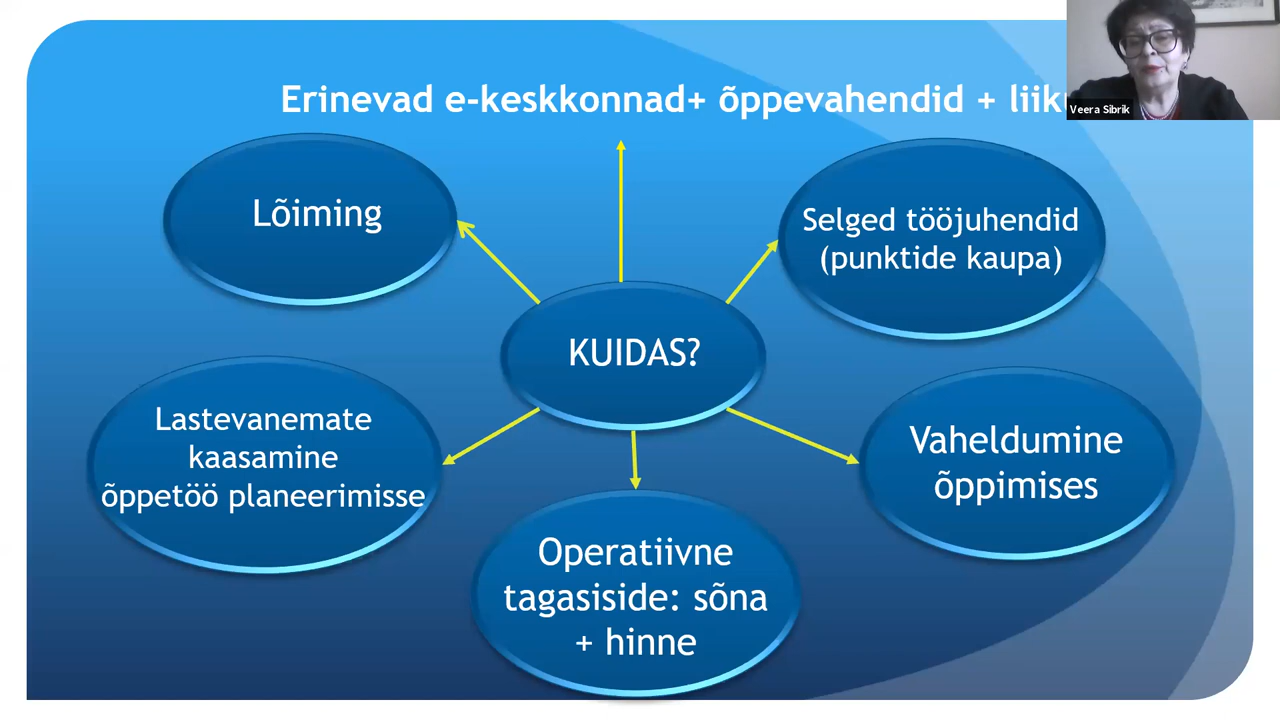 Erinevad e-keskkonnad+ õppevahendid +
Veera Sibrik
Lõiming
Selged tööjuhendid
(punktide kaupa)
KUIDAS?
Lastevanemate
kaasamine
õppetöö planeerimisse
Vaheldumine
õppimises
Operatiivne
tagasiside: sõna
+ hinne